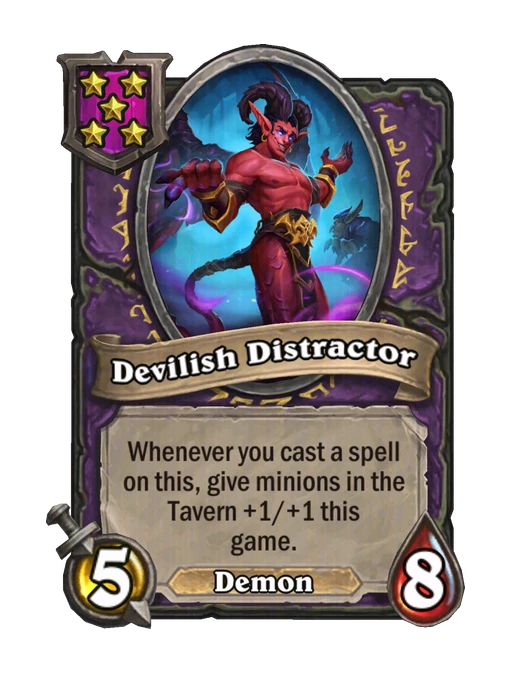 Devilish Distractor
Whenever you cast a spell
on this, give minions in the
Tavern +1/+1 this
game.
5
Demon
8